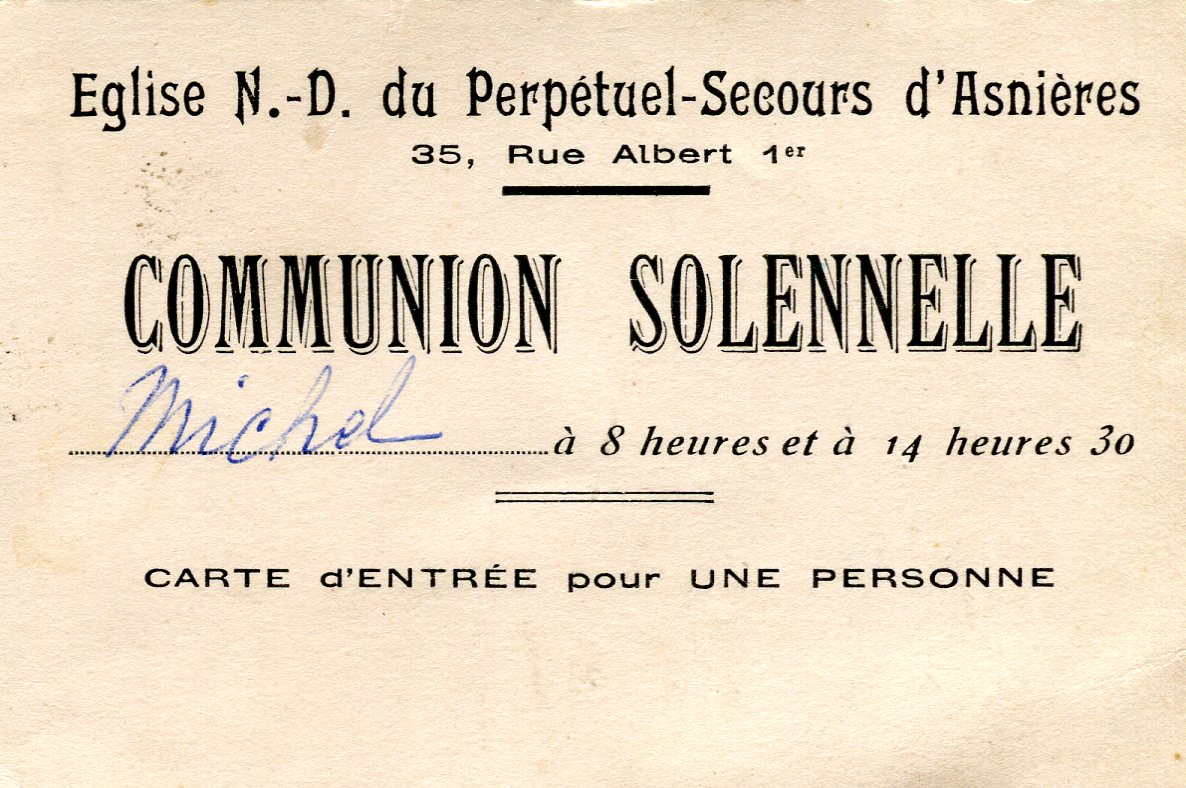 Eglise N.-D. du Perpétuel-Secours d'Asnières
35, Rue Albert 1er
COMMUNION SOLENNELLE
Michel à 8 heures et à 14 heures 30
CARTE d'ENTRÉE pour UNE PERSONNE